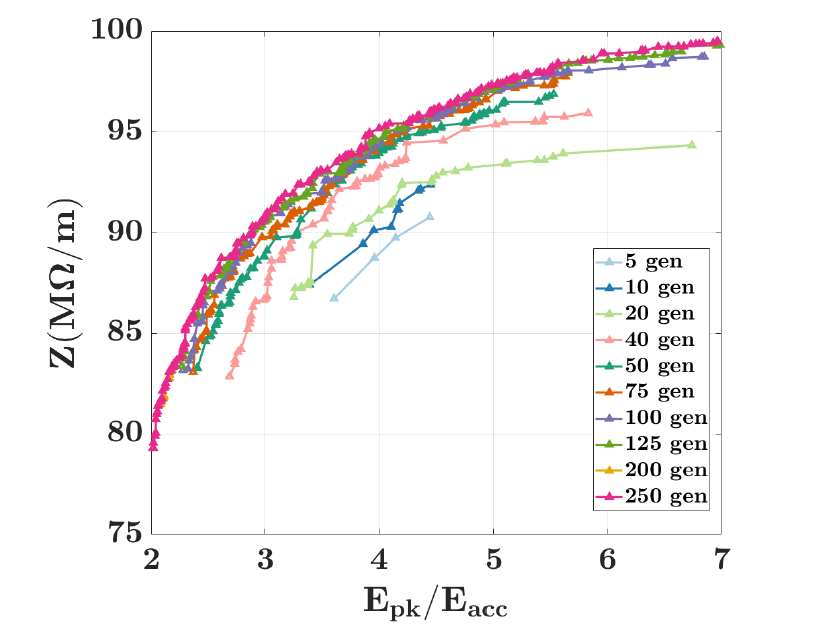 100
95
90
85
80
75
Z(MΩ/m)
2 3 4 5 6 7
E_pk/E_acc
5 gen
10 gen
20 gen
40 gen
50 gen
75 gen
100 gen
125 gen
200 gen
250 gen